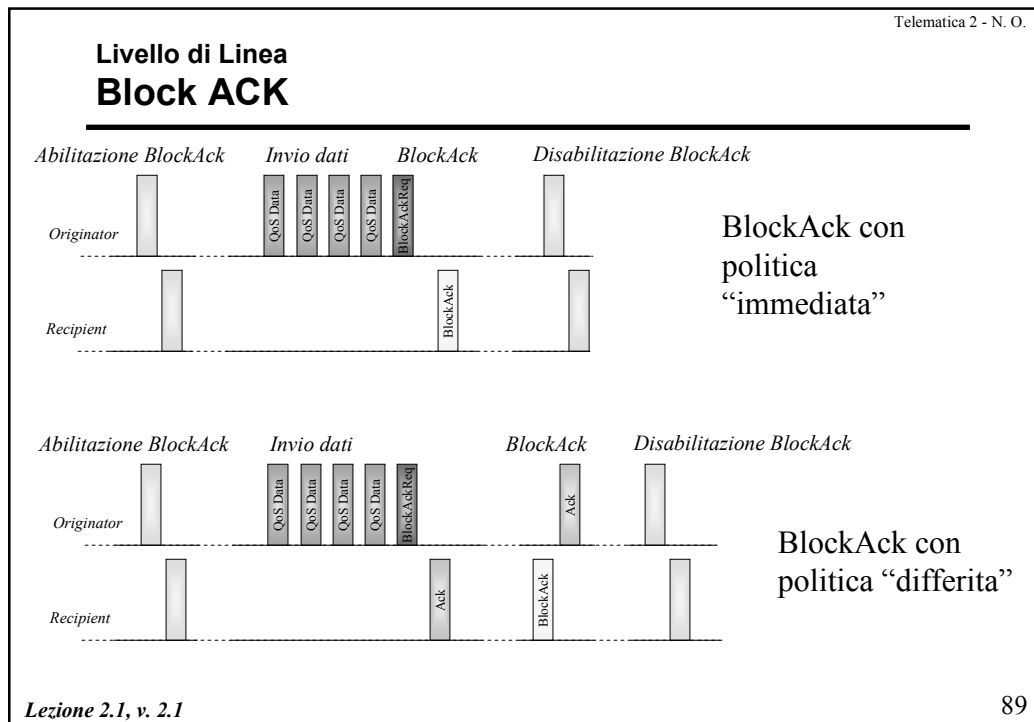 Telematica 2 - N. O.
Livello di Linea
Block ACK
Abilitazione BlockAck
Invio dati
BlockAck
Disabilitazione BlockAck
Originator
QoS Data
QoS Data
QoS Data
QoS Data
BlockAckReq
Recipient
BlockAck
BlockAck con
politica
“immediata”
Abilitazione BlockAck
Invio dati
BlockAck
Disabilitazione BlockAck
Originator
QoS Data
QoS Data
QoS Data
QoS Data
BlockAckReq
Ack
Recipient
Ack
BlockAck
BlockAck con
politica “differita”
Lezione 2.1, v. 2.1
89